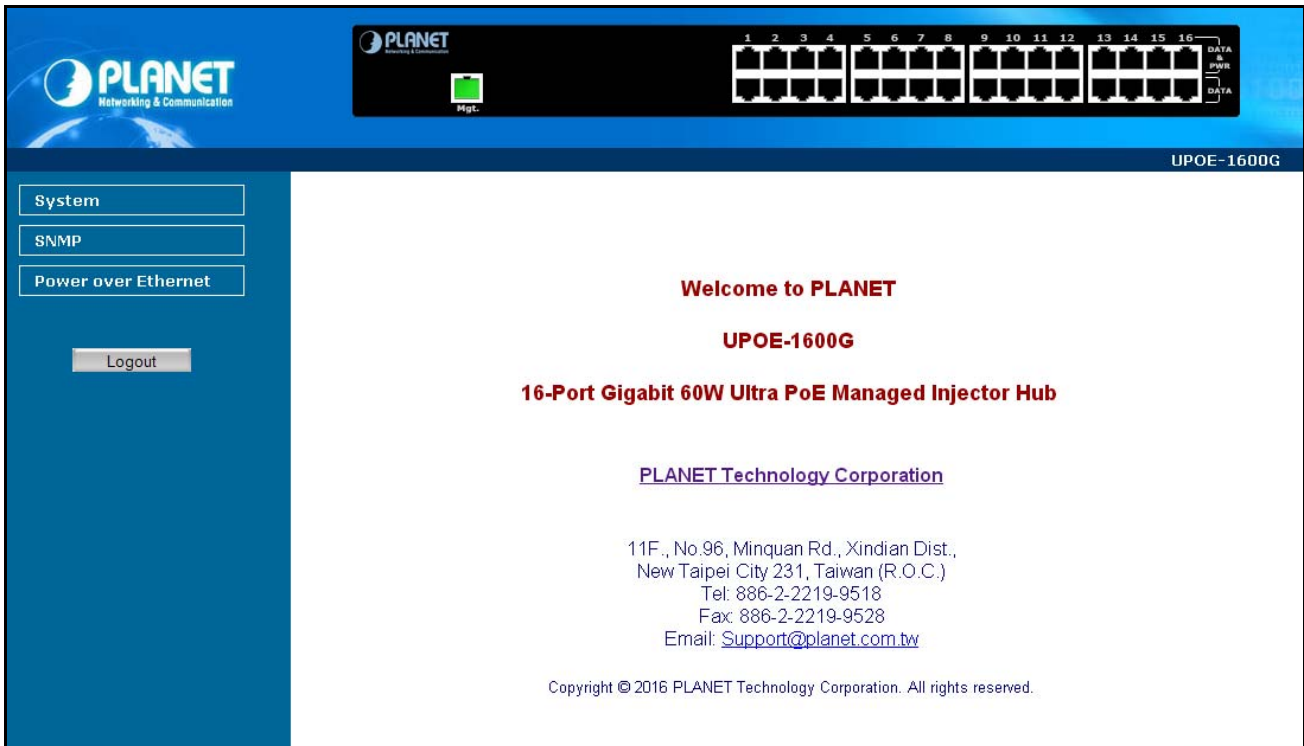 PLANET
Networking & Communication
PLANET
Networking & Communication
Mgt.
1 2 3 4 5 6 7 8 9 10 11 12 13 14 15 16
DATA
&
PWR
DATA
UPOE-1600G
System
SNMP
Power over Ethernet
Logout
Welcome to PLANET
UPOE-1600G
16-Port Gigabit 60W Ultra PoE Managed Injector Hub
PLANET Technology Corporation
11F., No.96, Minquan Rd., Xindian Dist.,
New Taipei City 231, Taiwan (R.O.C.)
Tel: 886-2-2219-9518
Fax: 886-2-2219-9528
Email: Support@planet.com.tw
Copyright © 2016 PLANET Technology Corporation. All rights reserved.